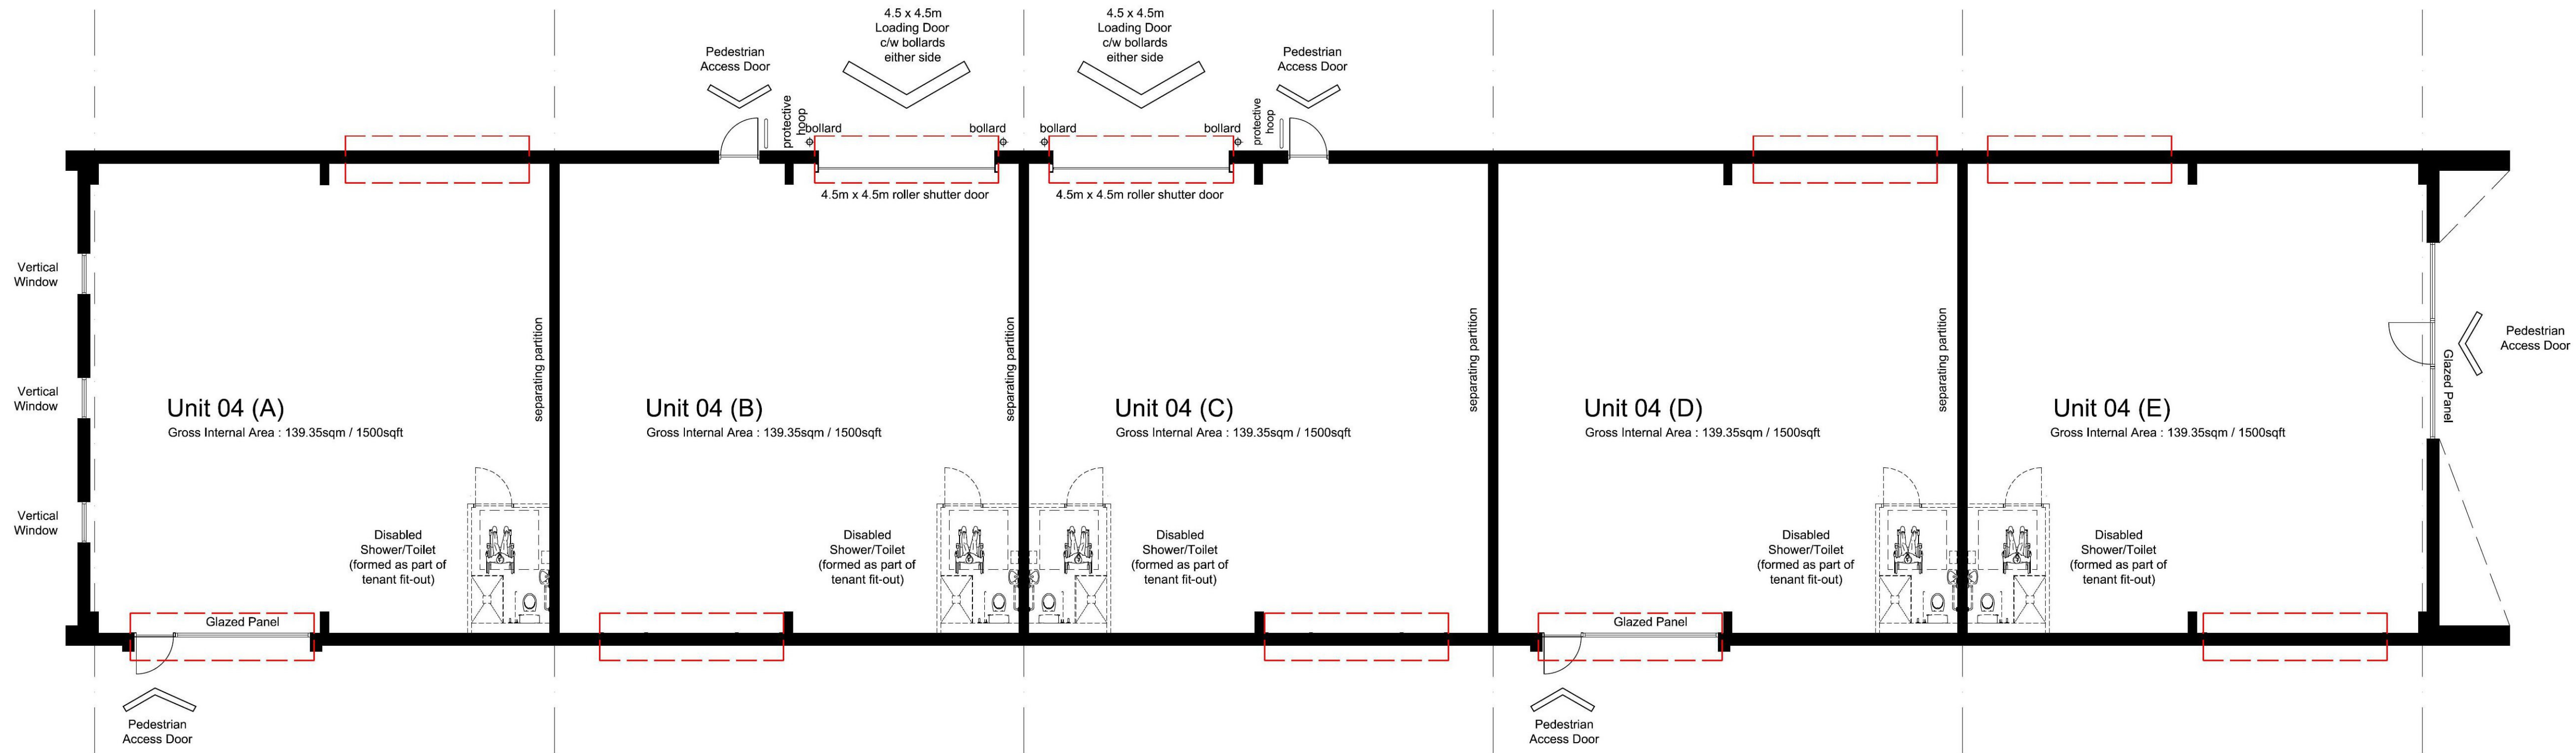 4.5 x 4.5m
Loading Door
c/w bollards
either side
4.5 x 4.5m
Loading Door
c/w bollards
either side
Pedestrian
Access Door
Pedestrian
Access Door
protective
hoop
bollard
bollard
bollard
bollard
protective
hoop
4.5m x 4.5m roller shutter door
4.5m x 4.5m roller shutter door
Vertical
Window
Vertical
Window
Vertical
Window
separating partition
separating partition
separating partition
separating partition
Pedestrian
Access Door
Glazed Panel
Unit 04 (A)
Gross Internal Area : 139.35sqm / 1500sqft
Unit 04 (B)
Gross Internal Area : 139.35sqm / 1500sqft
Unit 04 (C)
Gross Internal Area : 139.35sqm / 1500sqft
Unit 04 (D)
Gross Internal Area : 139.35sqm / 1500sqft
Unit 04 (E)
Gross Internal Area : 139.35sqm / 1500sqft
Disabled
Shower/Toilet
(formed as part of
tenant fit-out)
Disabled
Shower/Toilet
(formed as part of
tenant fit-out)
Disabled
Shower/Toilet
(formed as part of
tenant fit-out)
Disabled
Shower/Toilet
(formed as part of
tenant fit-out)
Disabled
Shower/Toilet
(formed as part of
tenant fit-out)
Glazed Panel
Glazed Panel
Pedestrian
Access Door
Pedestrian
Access Door